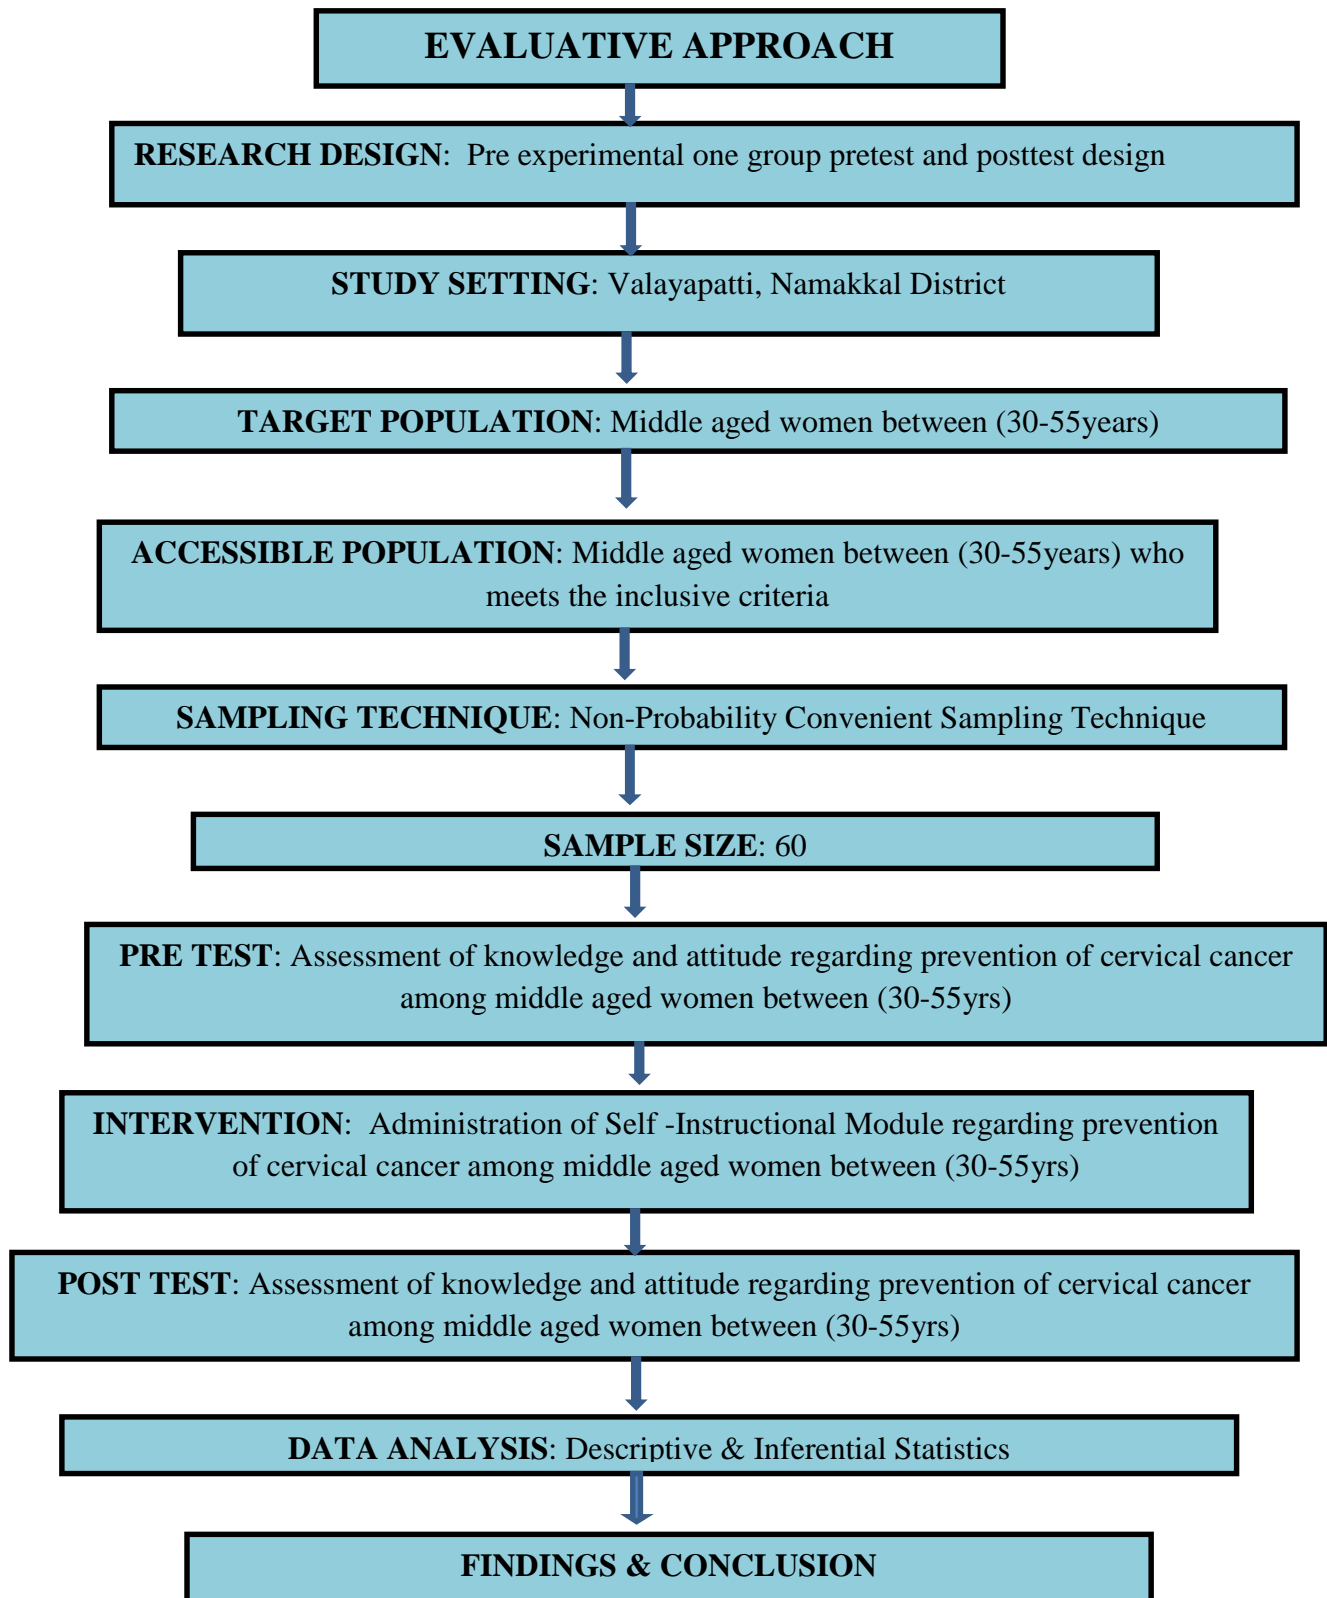 EVALUATIVE APPROACH
RESEARCH DESIGN:  Pre experimental one group pretest and posttest design
STUDY SETTING: Valayapatti, Namakkal District
TARGET POPULATION: Middle aged women between (30-55years)
ACCESSIBLE POPULATION: Middle aged women between (30-55years) who
meets the inclusive criteria
SAMPLING TECHNIQUE: Non-Probability Convenient Sampling Technique
SAMPLE SIZE: 60
PRE TEST: Assessment of knowledge and attitude regarding prevention of cervical cancer
among middle aged women between (30-55yrs)
INTERVENTION:  Administration of Self -Instructional Module regarding prevention
of cervical cancer among middle aged women between (30-55yrs)
POST TEST: Assessment of knowledge and attitude regarding prevention of cervical cancer
among middle aged women between (30-55yrs)
DATA ANALYSIS: Descriptive & Inferential Statistics
FINDINGS & CONCLUSION